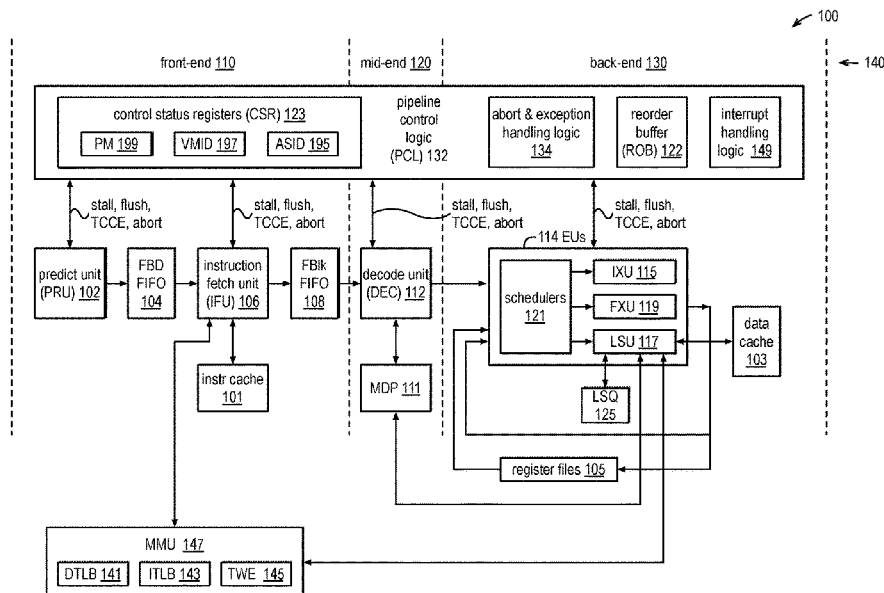 100
front-end 110
mid-end 120
back-end 130
140
control status registers (CSR) 123
PM 199
VMID 197
ASID 195
pipeline
control
logic
(PCL) 132
abort & exception
handling logic
134
reorder
buffer
(ROB) 122
interrupt
handling
logic 149
stall, flush,
TCCE, abort
stall, flush,
TCCE, abort
stall, flush,
TCCE, abort
stall, flush,
TCCE, abort
114 EUs
predict unit
(PRU) 102
FBD
FIFO
104
instruction
fetch unit
(IFU) 106
FBlk
FIFO
108
decode unit
(DEC) 112
schedulers
121
IXU 115
FXU 119
LSU 117
data
cache
103
instr cache
101
MDP 111
LSQ
125
register files 105
MMU 147
DTLB 141
ITLB 143
TWE 145